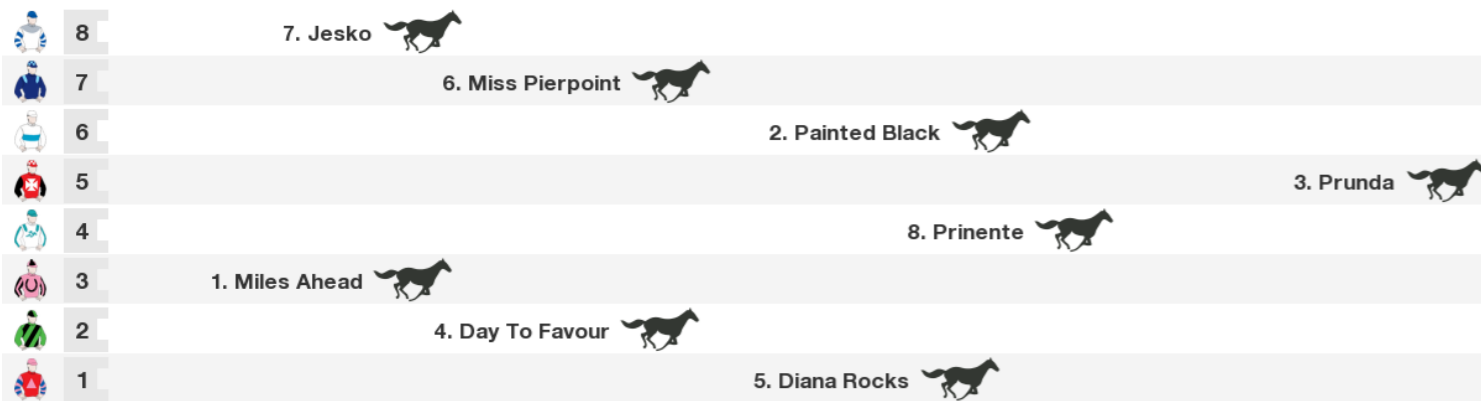 8 7. Jesko
7 6. Miss Pierpoint
6 2. Painted Black
5 3. Prunda
4 8. Prinente
3 1. Miles Ahead
2 4. Day To Favour
1 5. Diana Rocks